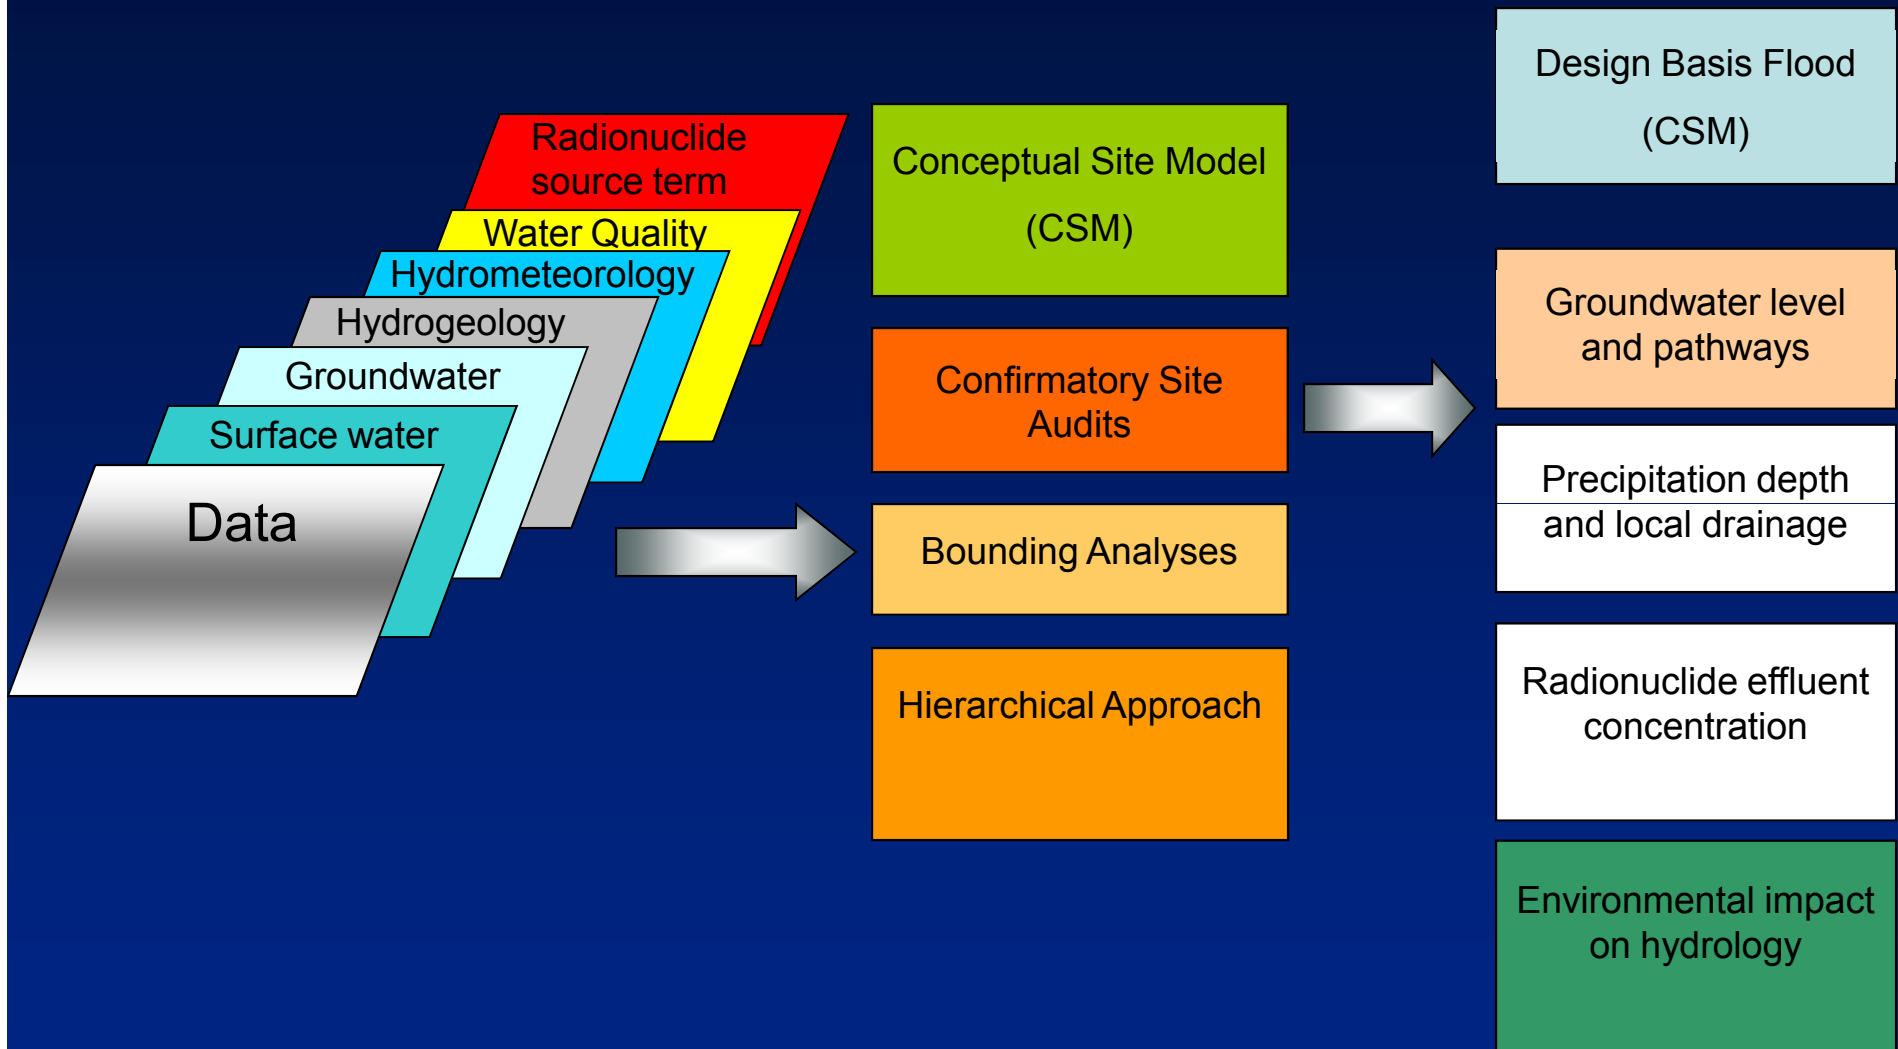 Radionuclide
source term
Water Quality
Hydrometeorology
Hydrogeology
Groundwater
Surface water
Data
Conceptual Site Model
(CSM)
Confirmatory Site
Audits
Bounding Analyses
Hierarchical Approach
Design Basis Flood
(CSM)
Groundwater level
and pathways
Precipitation depth
and local drainage
Radionuclide effluent
concentration
Environmental impact
on hydrology